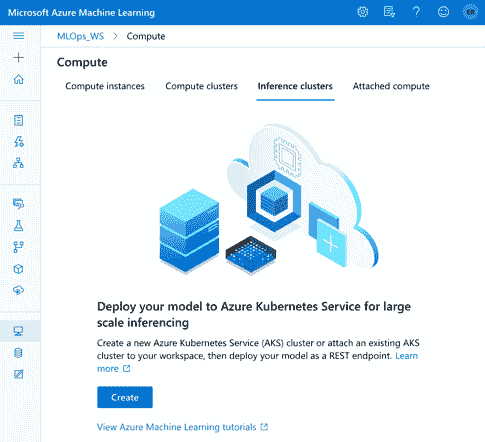 Microsoft Azure Machine Learning
MLOps_WS > Compute
Compute
Compute instances Compute clusters Inference clusters Attached compute
Deploy your model to Azure Kubernetes Service for large
scale inferencing
Create a new Azure Kubernetes Service (AKS) cluster or attach an existing AKS
cluster to your workspace, then deploy your model as a REST endpoint. Learn
more
Create
View Azure Machine Learning tutorials